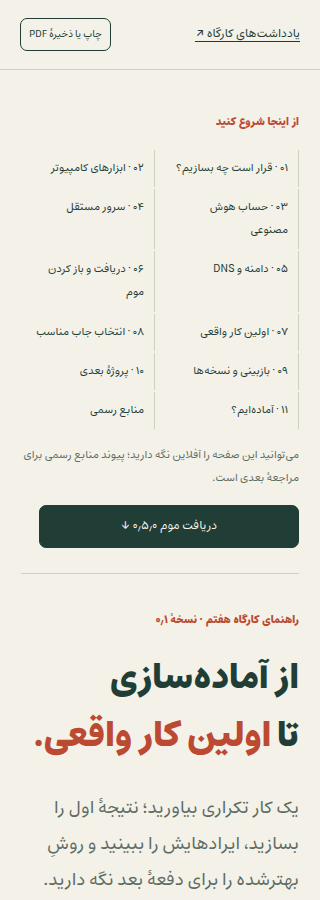 یادداشت‌های کارگاه ↗
چاپ یا ذخیرهٔ PDF
از اینجا شروع کنید
۰۱ · قرار است چه بسازیم؟
۰۲ · ابزارهای کامپیوتر
۰۳ · حساب هوش
مصنوعی
۰۴ · سرور مستقل
۰۵ · دامنه و DNS
۰۶ · دریافت و باز کردن
موم
۰۷ · اولین کار واقعی
۰۸ · انتخاب جاب مناسب
۰۹ · بازبینی و نسخه‌ها
۱۰ · پروژهٔ بعدی
۱۱ · آماده‌ایم؟
منابع رسمی
می‌توانید این صفحه را آفلاین نگه دارید؛ پیوند منابع رسمی برای
مراجعهٔ بعدی است.
دریافت موم ۰٫۵٫۰ ↓
راهنمای کارگاه هفتم · نسخهٔ ۰٫۱
از آماده‌سازی
تا اولین کار واقعی.
یک کار تکراری بیاورید؛ نتیجهٔ اول را
بسازید، ایرادهایش را ببینید و روشِ
بهترشده را برای دفعهٔ بعد نگه دارید.